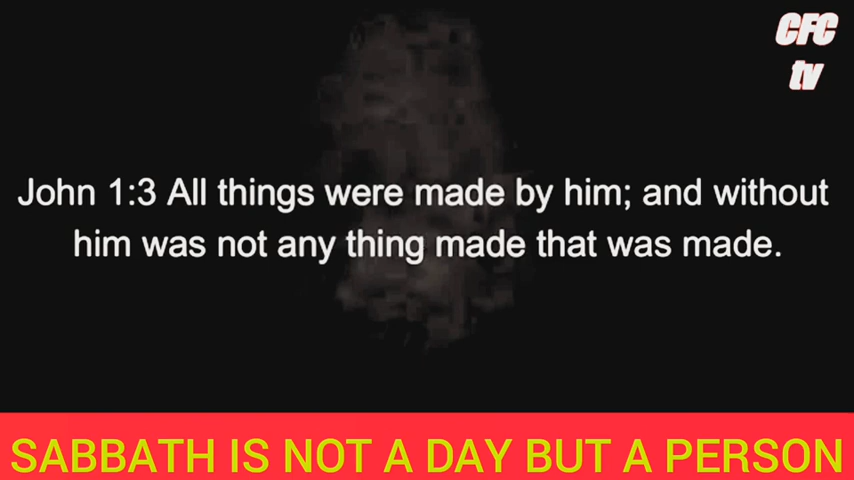 CFC
tv
John 1:3 All things were made by him; and without
him was not any thing made that was made.
SABBATH IS NOT A DAY BUT A PERSON